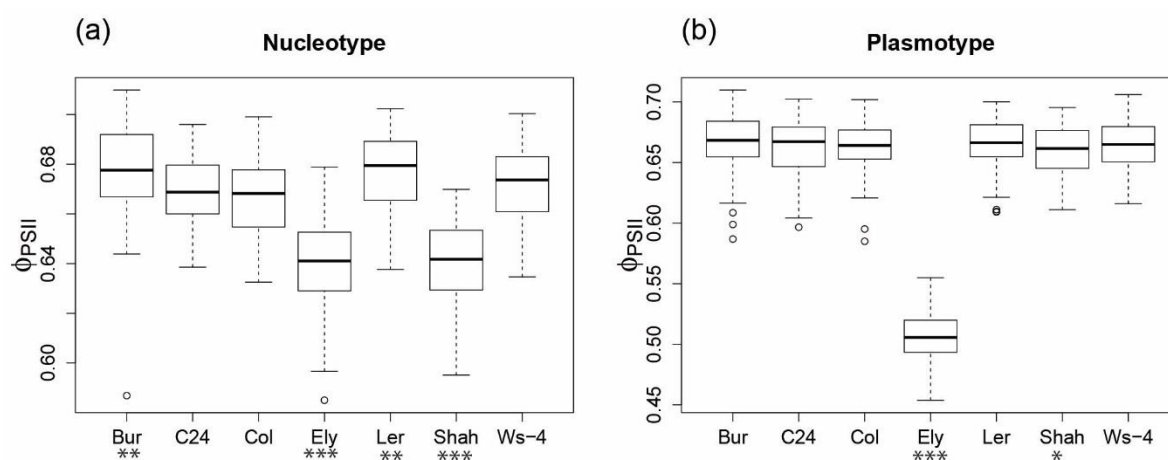 (a)
Nucleotype
ϕPSII
0.68
0.64
0.60
Bur C24 Col Ely Ler Shah Ws-4
** *** ** ***
(b)
Plasmotype
ϕPSII
0.70
0.65
0.60
0.55
0.50
0.45
Bur C24 Col Ely Ler Shah Ws-4
*** *